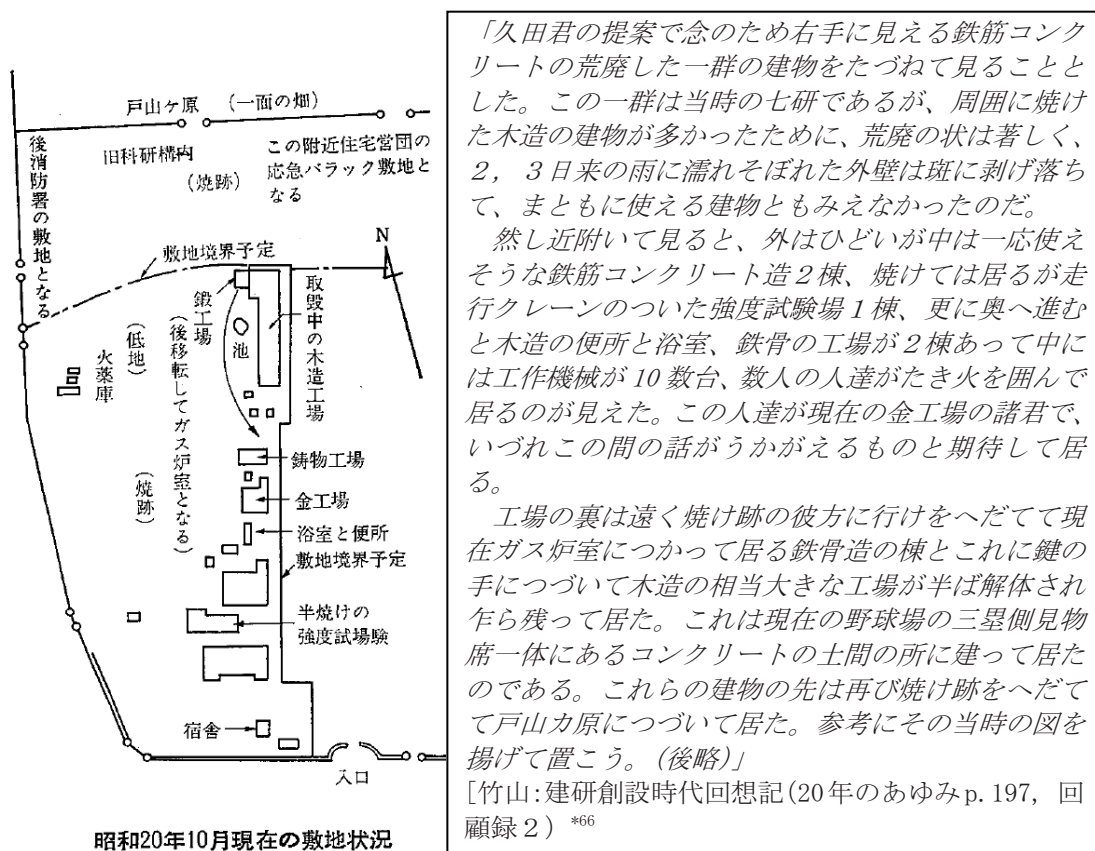 戸山ケ原 (一面の畑)
旧科研構内
(焼跡)
この附近住宅営団の
応急バラック敷地と
なる
後消防署の敷地となる
敷地境界予定
N
鍛工場
池
取毀中の木造工場
(後移転してガス炉室となる)
(低地)
火薬庫
(焼跡)
鋳物工場
金工場
浴室と便所
敷地境界予定
半焼けの
強度試場験
宿舎
入口
昭和20年10月現在の敷地状況
「久田君の提案で念のため右手に見える鉄筋コンク
リートの荒廃した一群の建物をたづねて見ることと
した。この一群は当時の七研であるが、周囲に焼け
た木造の建物が多かったために、荒廃の状は著しく、
2，3日来の雨に濡れそぼれた外壁は斑に剥げ落ち
て、まともに使える建物ともみえなかったのだ。
然し近附いて見ると、外はひどいが中は一応使え
そうな鉄筋コンクリート造2棟、焼けては居るが走
行クレーンのついた強度試験場1棟、更に奥へ進む
と木造の便所と浴室、鉄骨の工場が2棟あって中に
は工作機械が10数台、数人の人達がたき火を囲んで
居るのが見えた。この人達が現在の金工場の諸君で、
いづれこの間の話がうかがえるものと期待して居
る。
工場の裏は遠く焼け跡の彼方に行けをへだてて現
在ガス炉室につかって居る鉄骨造の棟とこれに鍵の
手につづいて木造の相当大きな工場が半ば解体され
乍ら残って居た。これは現在の野球場の三塁側見物
席一体にあるコンクリートの土間の所に建って居た
のである。これらの建物の先は再び焼け跡をへだて
て戸山カ原につづいて居た。参考にその当時の図を
揚げて置こう。(後略)」
[竹山:建研創設時代回想記(20年のあゆみp.197，回
顧録2) *66